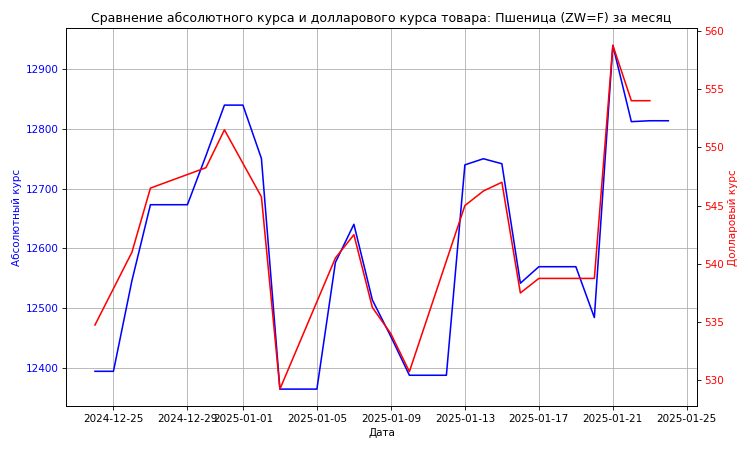 Сравнение абсолютного курса и долларового курса товара: Пшеница (ZW=F) за месяц
Абсолютный курс
12900
12800
12700
12600
12500
12400
560
555
550
545
540
535
530
Долларовый курс
2024-12-25 2024-12-29 2025-01-01 2025-01-05 2025-01-09 2025-01-13 2025-01-17 2025-01-21 2025-01-25
Дата